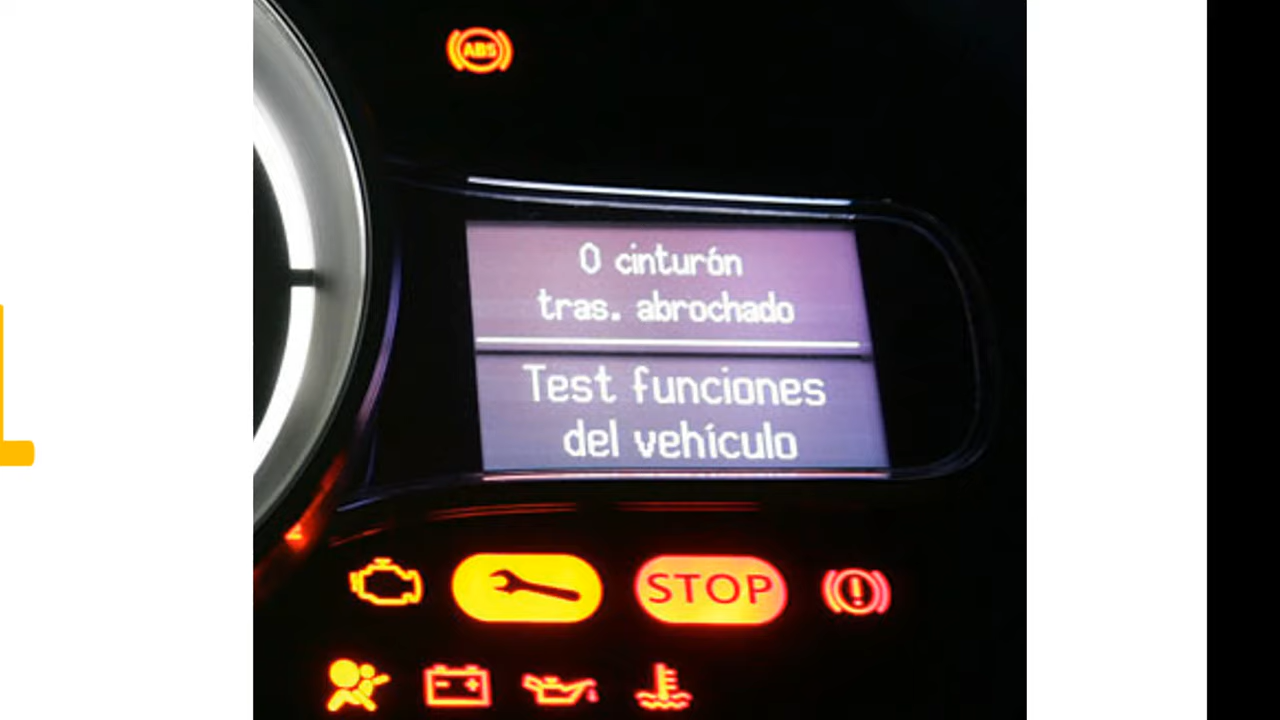 ABS
0 cinturón
tras. abrochado
Test funciones
del vehículo
STOP